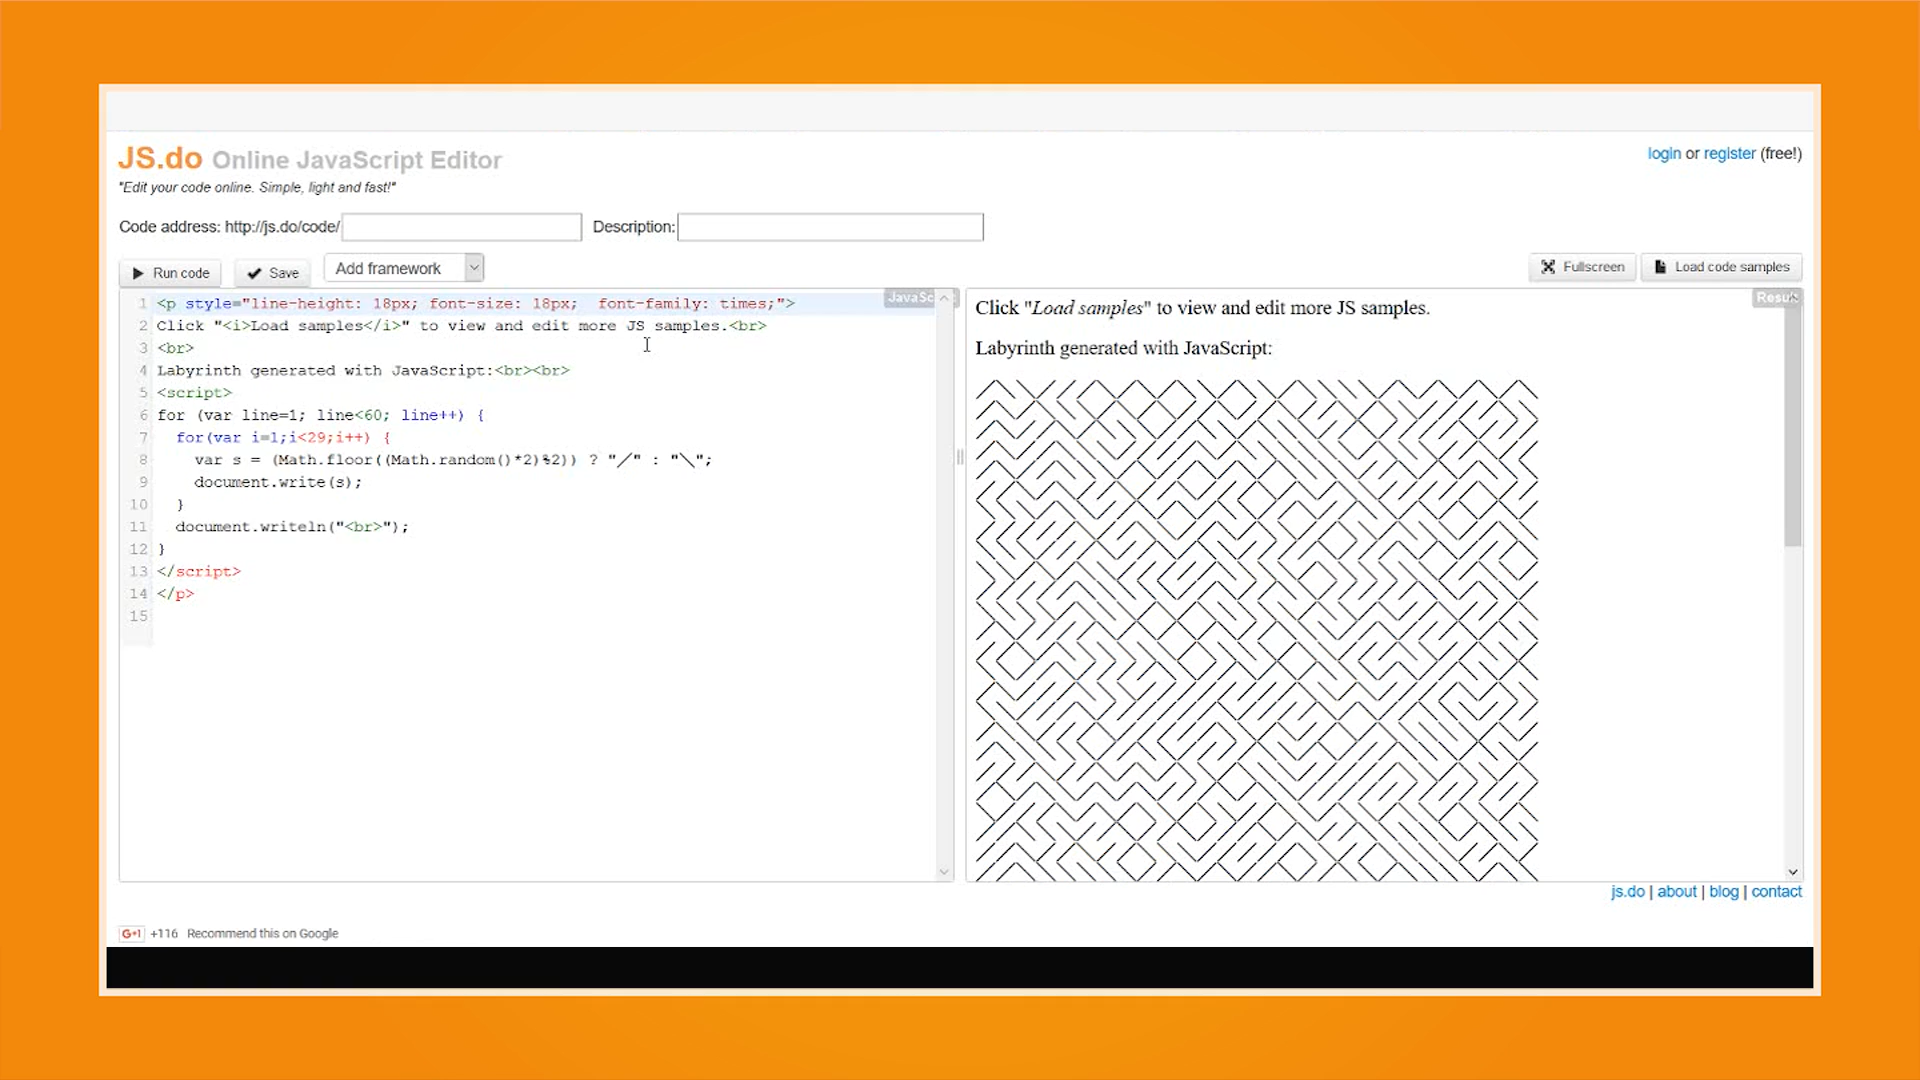 JS.do Online JavaScript Editor
login or register (free!)
"Edit your code online. Simple, light and fast!"
Code address: http://js.do/code/
Description:
Run code
Save
Add framework
Fullscreen
Load code samples
JavaSc
Result
1 <p style="line-height: 18px; font-size: 18px;  font-family: times;">
2 Click "<i>Load samples</i>" to view and edit more JS samples.<br>
3 <br>
4 Labyrinth generated with JavaScript:<br><br>
5 <script>
6 for (var line=1; line<60; line++) {
7   for(var i=1;i<29;i++) {
8     var s = (Math.floor((Math.random()*2)%2)) ? "╱" : "╲";
9     document.write(s);
10   }
11   document.writeln("<br>");
12 }
13 </script>
14 </p>
15
Click "Load samples" to view and edit more JS samples.
Labyrinth generated with JavaScript:
js.do | about | blog | contact
G+1 +116 Recommend this on Google